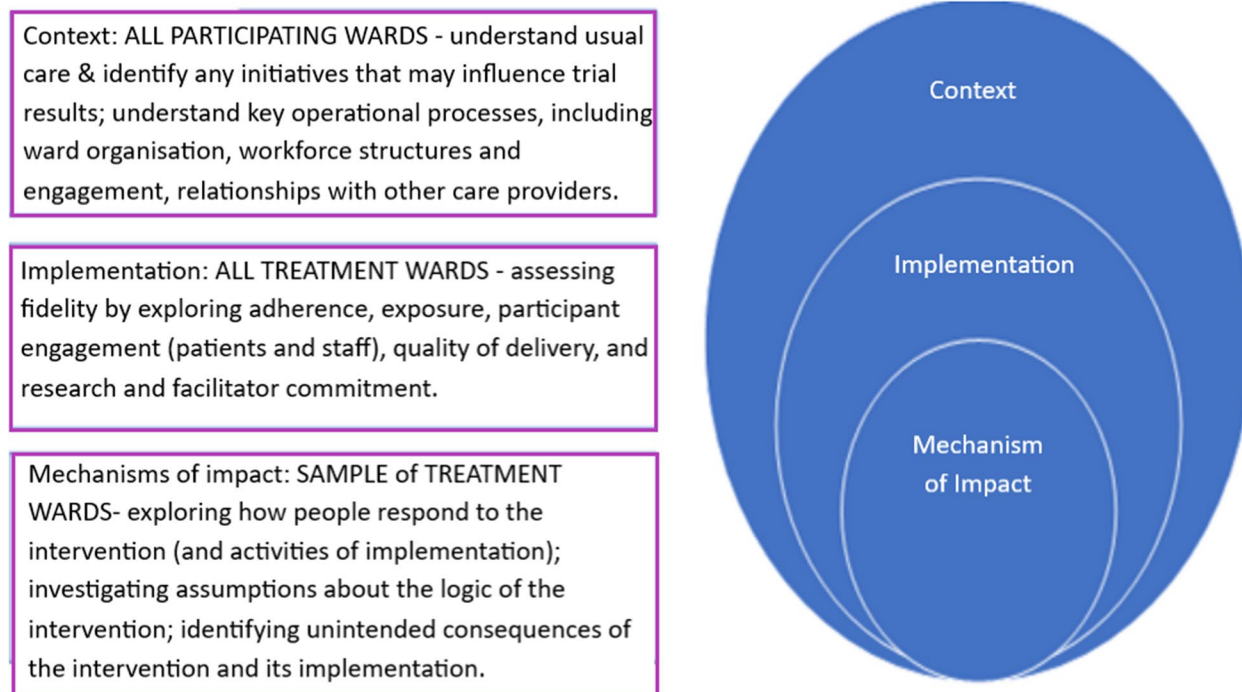 Context: ALL PARTICIPATING WARDS - understand usual
care & identify any initiatives that may influence trial
results; understand key operational processes, including
ward organisation, workforce structures and
engagement, relationships with other care providers.
Implementation: ALL TREATMENT WARDS - assessing
fidelity by exploring adherence, exposure, participant
engagement (patients and staff), quality of delivery, and
research and facilitator commitment.
Mechanisms of impact: SAMPLE of TREATMENT
WARDS- exploring how people respond to the
intervention (and activities of implementation);
investigating assumptions about the logic of the
intervention; identifying unintended consequences of
the intervention and its implementation.
Context
Implementation
Mechanism
of Impact